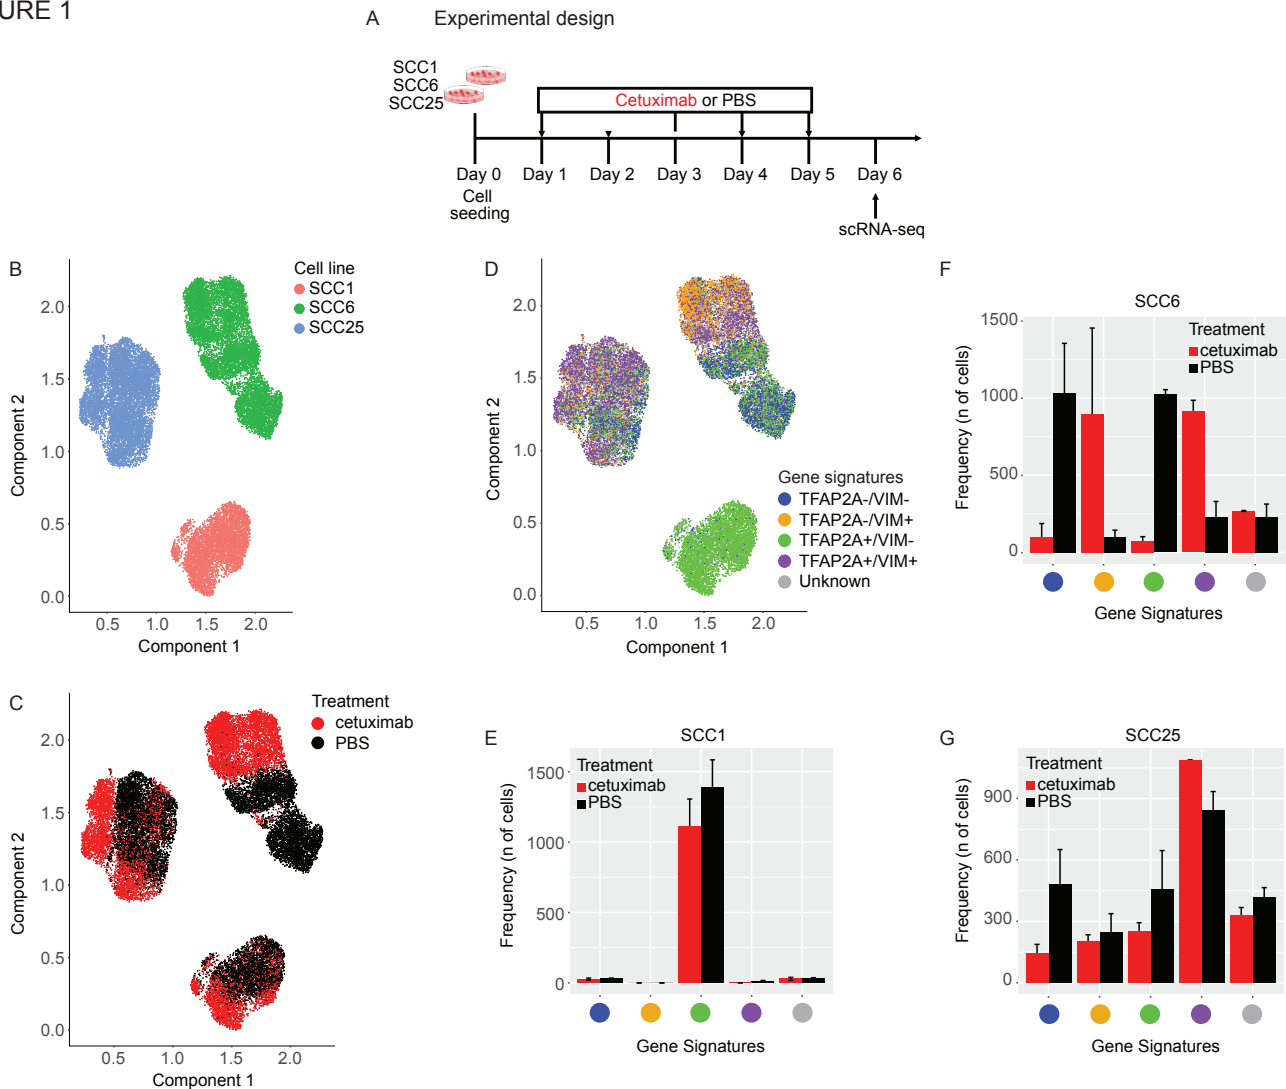 URE 1
A Experimental design
SCC1
SCC6
SCC25
Cetuximab or PBS
Day 0 Day 1 Day 2 Day 3 Day 4 Day 5 Day 6
Cell
seeding
scRNA-seq
B
Cell line
SCC1
SCC6
SCC25
2.0
1.5
1.0
0.5
0.0
Component 2
0.5 1.0 1.5 2.0
Component 1
D
2.0
1.5
1.0
0.5
0.0
Component 2
Gene signatures
TFAP2A-/VIM-
TFAP2A-/VIM+
TFAP2A+/VIM-
TFAP2A+/VIM+
Unknown
0.5 1.0 1.5 2.0
Component 1
F
SCC6
Treatment
cetuximab
PBS
1500
1000
500
0
Frequency (n of cells)
Gene Signatures
C
Treatment
cetuximab
PBS
2.0
1.5
1.0
0.5
0.0
Component 2
0.5 1.0 1.5 2.0
Component 1
E
SCC1
Treatment
cetuximab
PBS
1500
1000
500
0
Frequency (n of cells)
Gene Signatures
G
SCC25
Treatment
cetuximab
PBS
900
600
300
0
Frequency (n of cells)
Gene Signatures